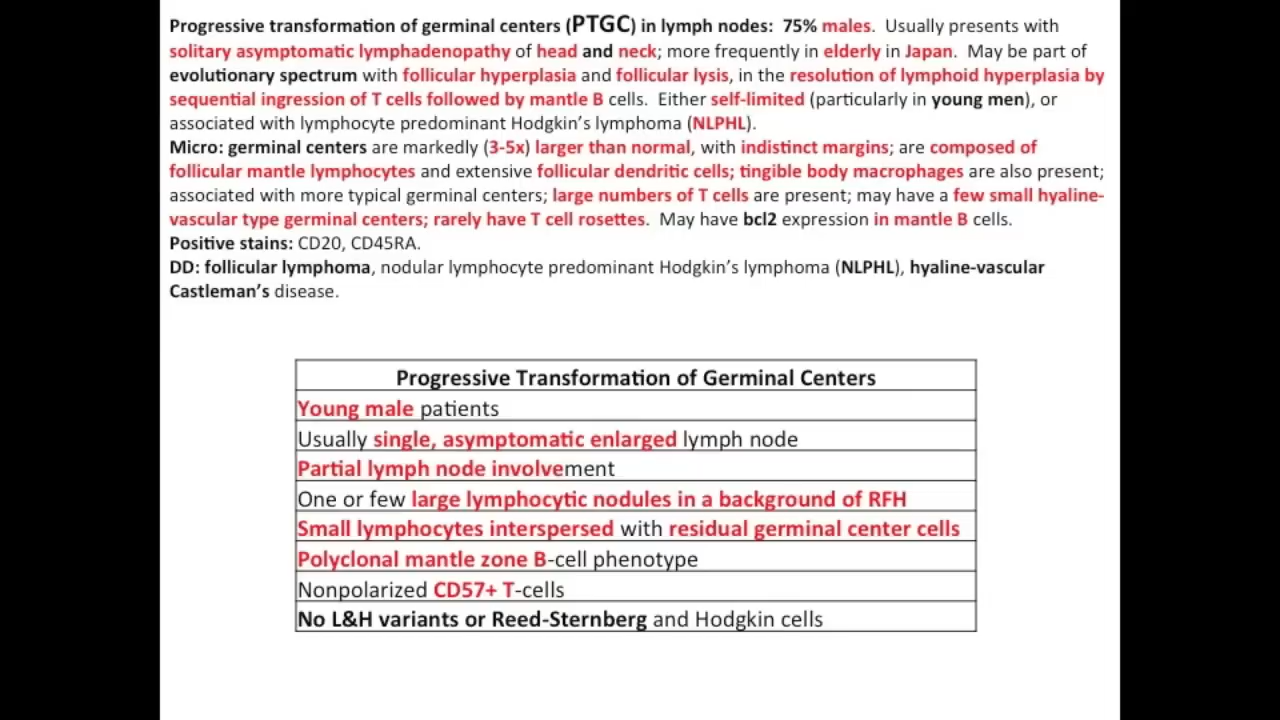 Progressive transformation of germinal centers (PTGC) in lymph nodes: 75% males. Usually presents with
solitary asymptomatic lymphadenopathy of head and neck; more frequently in elderly in Japan. May be part of
evolutionary spectrum with follicular hyperplasia and follicular lysis, in the resolution of lymphoid hyperplasia by
sequential ingression of T cells followed by mantle B cells. Either self-limited (particularly in young men), or
associated with lymphocyte predominant Hodgkin's lymphoma (NLPHL).
Micro: germinal centers are markedly (3-5x) larger than normal, with indistinct margins; are composed of
follicular mantle lymphocytes and extensive follicular dendritic cells; tingible body macrophages are also present;
associated with more typical germinal centers; large numbers of T cells are present; may have a few small hyaline-
vascular type germinal centers; rarely have T cell rosettes. May have bcl2 expression in mantle B cells.
Positive stains: CD20, CD45RA.
DD: follicular lymphoma, nodular lymphocyte predominant Hodgkin's lymphoma (NLPHL), hyaline-vascular
Castleman's disease.
Progressive Transformation of Germinal Centers
Young male patients
Usually single, asymptomatic enlarged lymph node
Partial lymph node involvement
One or few large lymphocytic nodules in a background of RFH
Small lymphocytes interspersed with residual germinal center cells
Polyclonal mantle zone B-cell phenotype
Nonpolarized CD57+ T-cells
No L&H variants or Reed-Sternberg and Hodgkin cells